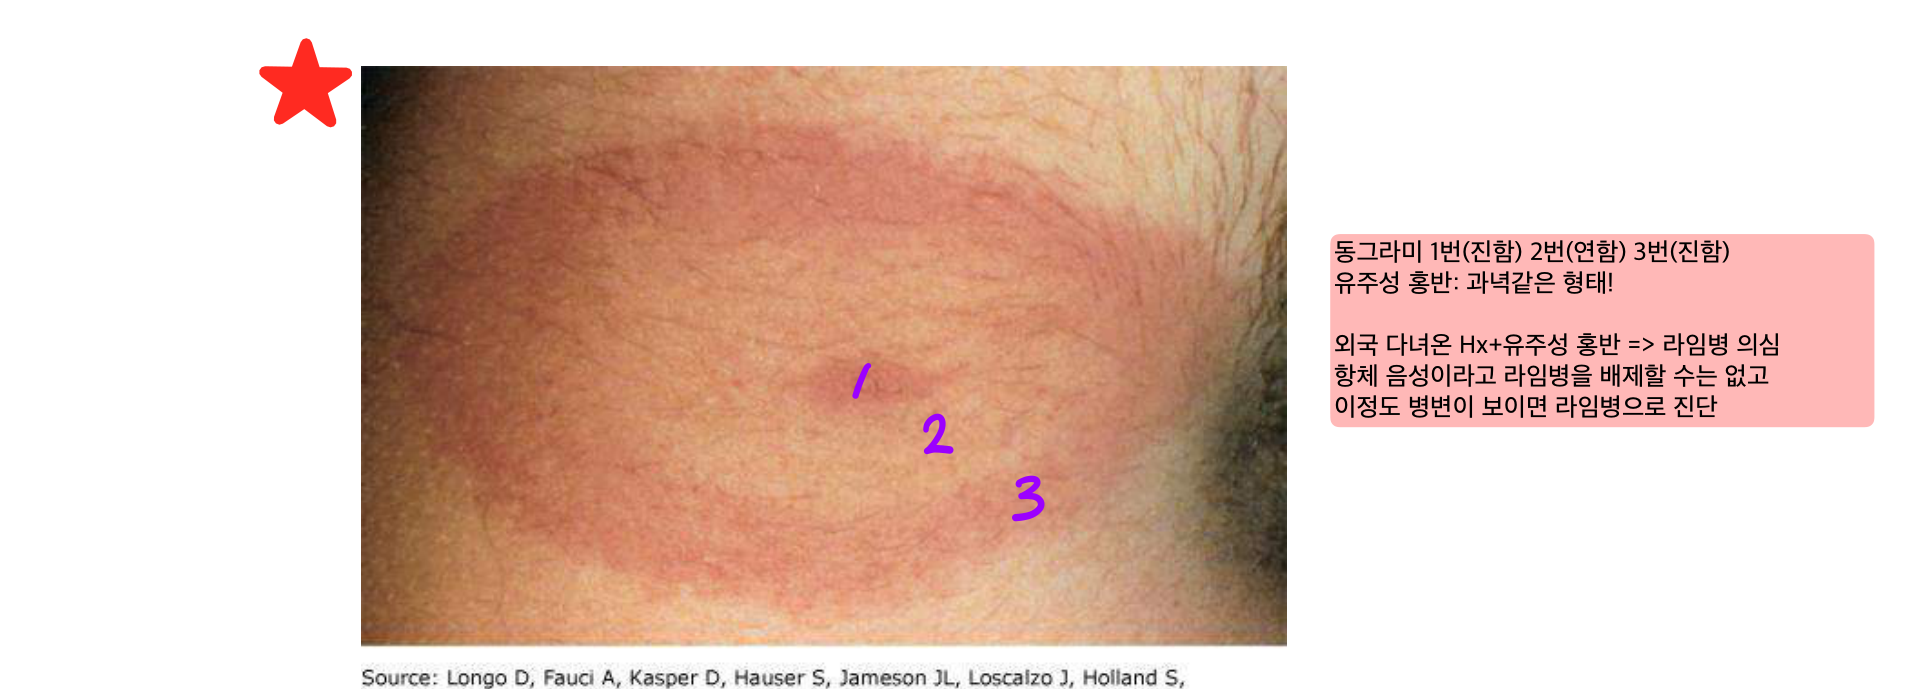 동그라미 1번(진함) 2번(연함) 3번(진함)
유주성 홍반: 과녁같은 형태!
외국 다녀온 Hx+유주성 홍반 => 라임병 의심
항체 음성이라고 라임병을 배제할 수는 없고
이정도 병변이 보이면 라임병으로 진단
1
2
3
Source: Longo D, Fauci A, Kasper D, Hauser S, Jameson JL, Loscalzo J, Holland S,